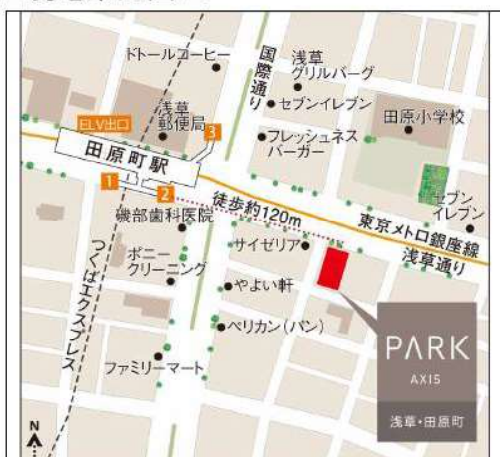 ドトールコーヒー
国際通り
浅草
グリルバーグ
セブンイレブン
田原小学校
ELV出口
浅草
郵便局
3
フレッシュネス
バーガー
田原町駅
1
2
徒歩約120m
セブン
イレブン
東京メトロ銀座線
浅草通り
磯部歯科医院
サイゼリア
つくばエクスプレス
ポニー
クリーニング
やよい軒
ペリカン(パン)
ファミリーマート
PARK
AXIS
浅草・田原町
N